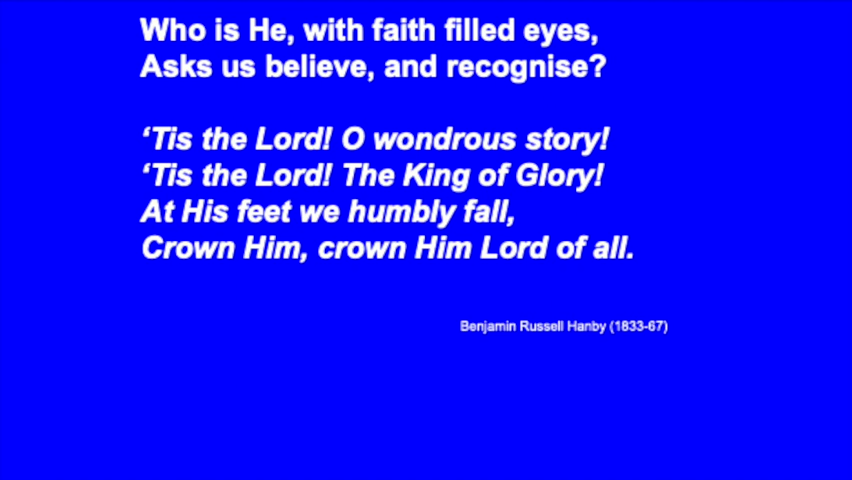 Who is He, with faith filled eyes,
Asks us believe, and recognise?
‘Tis the Lord! O wondrous story!
‘Tis the Lord! The King of Glory!
At His feet we humbly fall,
Crown Him, crown Him Lord of all.
Benjamin Russell Hanby (1833-67)